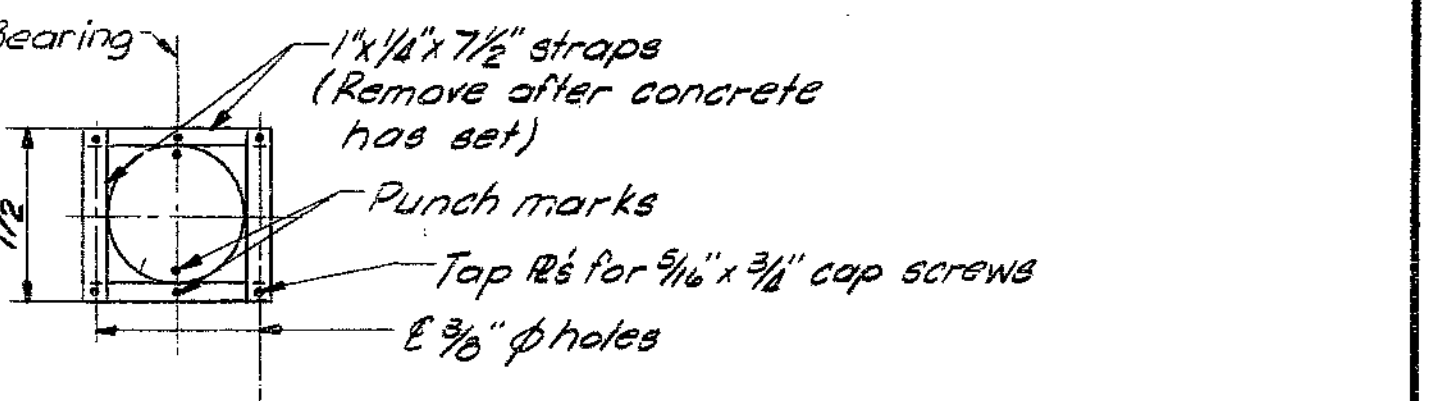 Bearing
1"x1/4"x7 1/2" straps
(Remove after concrete
has set)
Punch marks
Tap ℞'s for 5/16" x 3/4" cap screws
℄ 3/8" ϕ holes